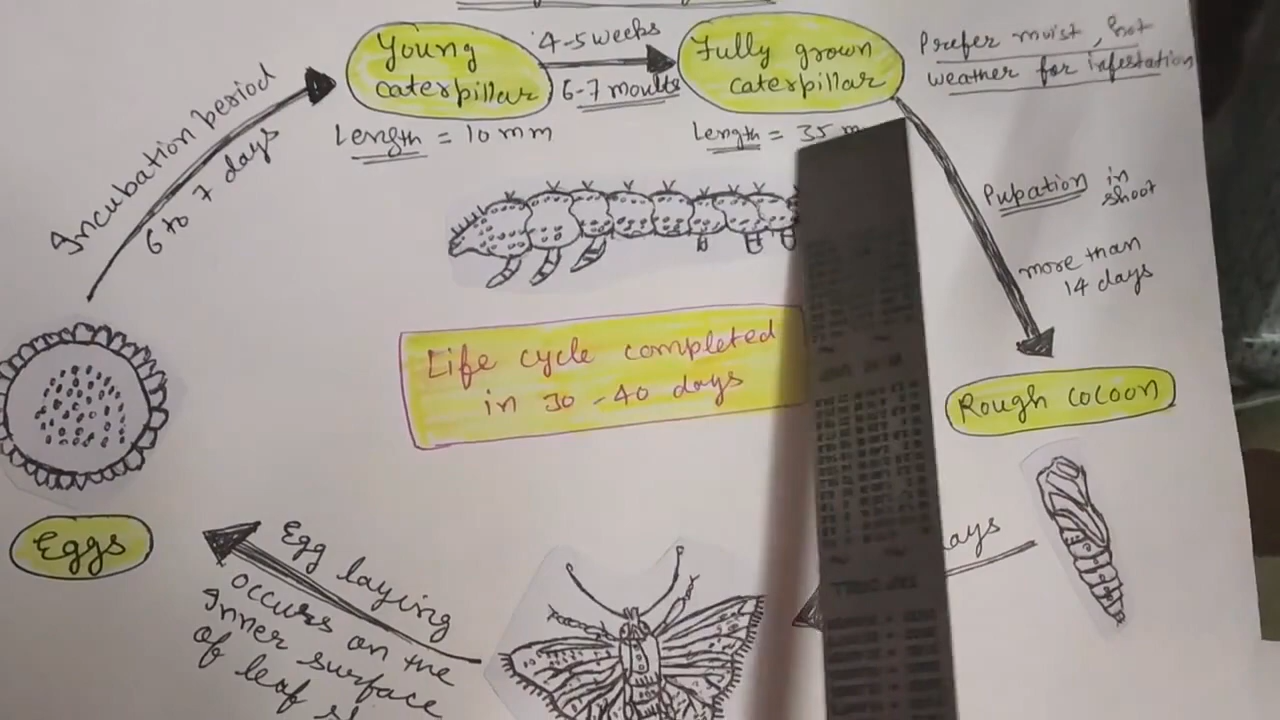 Young
caterpillar
Length = 10 mm
4-5 weeks
6-7 moults
Fully grown
caterpillar
Length = 35
Prefer moist, hot
weather for infestation
Incubation period
6 to 7 days
Pupation in
shoot
more than
14 days
Life cycle completed
in 30-40 days
Rough cocoon
Eggs
Egg laying
occurs on the
Inner surface
of leaf